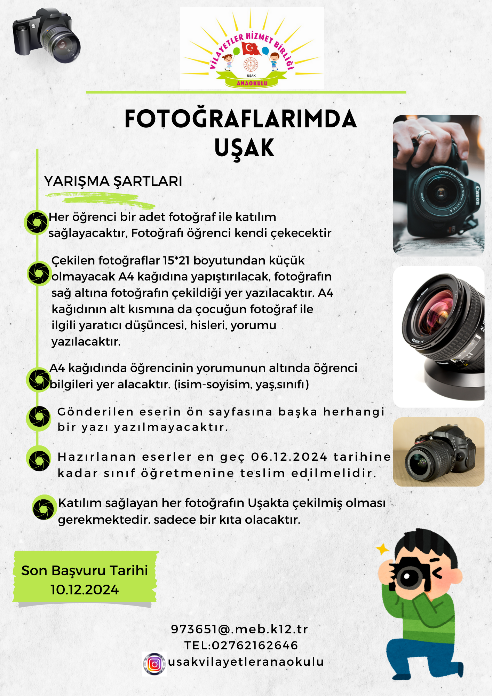 VİLAYETLER HİZMET BİRLİĞİ
UŞAK
ANAOKULU
FOTOĞRAFLARIMDA
UŞAK
YARIŞMA ŞARTLARI
Her öğrenci bir adet fotoğraf ile katılım
sağlayacaktır, Fotoğrafı öğrenci kendi çekecektir
Çekilen fotoğraflar 15*21 boyutundan küçük
olmayacak A4 kağıdına yapıştırılacak, fotoğrafın
sağ altına fotoğrafın çekildiği yer yazılacaktır. A4
kağıdının alt kısmına da çocuğun fotoğraf ile
ilgili yaratıcı düşüncesi, hisleri, yorumu
yazılacaktır.
A4 kağıdında öğrencinin yorumunun altında öğrenci
bilgileri yer alacaktır. (isim-soyisim, yaş,sınıfı)
Gönderilen eserin ön sayfasına başka herhangi
bir yazı yazılmayacaktır.
Hazırlanan eserler en geç 06.12.2024 tarihine
kadar sınıf öğretmenine teslim edilmelidir.
Katılım sağlayan her fotoğrafın Uşakta çekilmiş olması
gerekmektedir. sadece bir kıta olacaktır.
Son Başvuru Tarihi
10.12.2024
973651@.meb.k12.tr
TEL:02762162646
usakvilayetleranaokulu
Canon